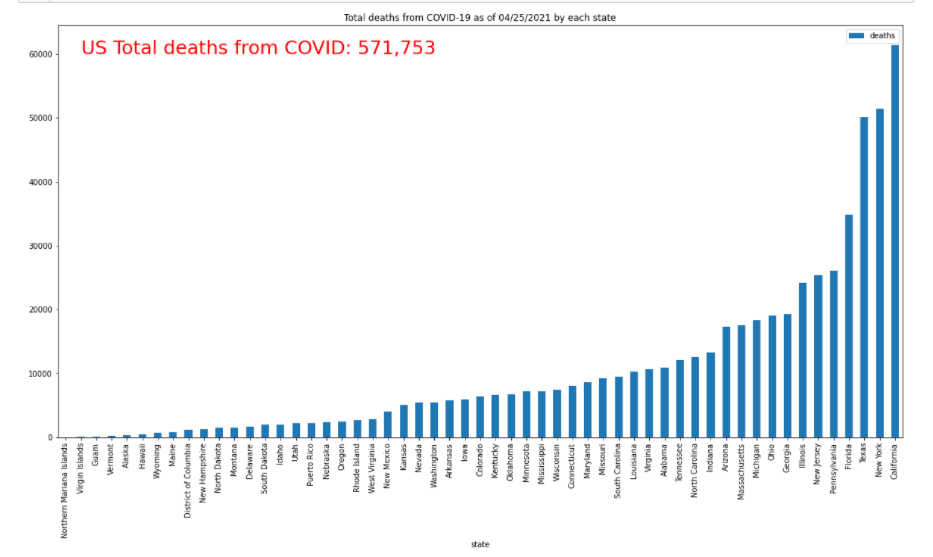 Total deaths from COVID-19 as of 04/25/2021 by each state
US Total deaths from COVID: 571,753
deaths
60000
50000
40000
30000
20000
10000
0
Northern Mariana Islands
Virgin Islands
Guam
Vermont
Alaska
Hawaii
Wyoming
Maine
District of Columbia
New Hampshire
North Dakota
Montana
Delaware
South Dakota
Idaho
Utah
Puerto Rico
Nebraska
Oregon
Rhode Island
West Virginia
New Mexico
Kansas
Nevada
Washington
Arkansas
Iowa
Colorado
Kentucky
Oklahoma
Minnesota
Mississippi
Wisconsin
Connecticut
Maryland
Missouri
South Carolina
Louisiana
Virginia
Alabama
Tennessee
North Carolina
Indiana
Arizona
Massachusetts
Michigan
Ohio
Georgia
Illinois
New Jersey
Pennsylvania
Florida
Texas
New York
California
state